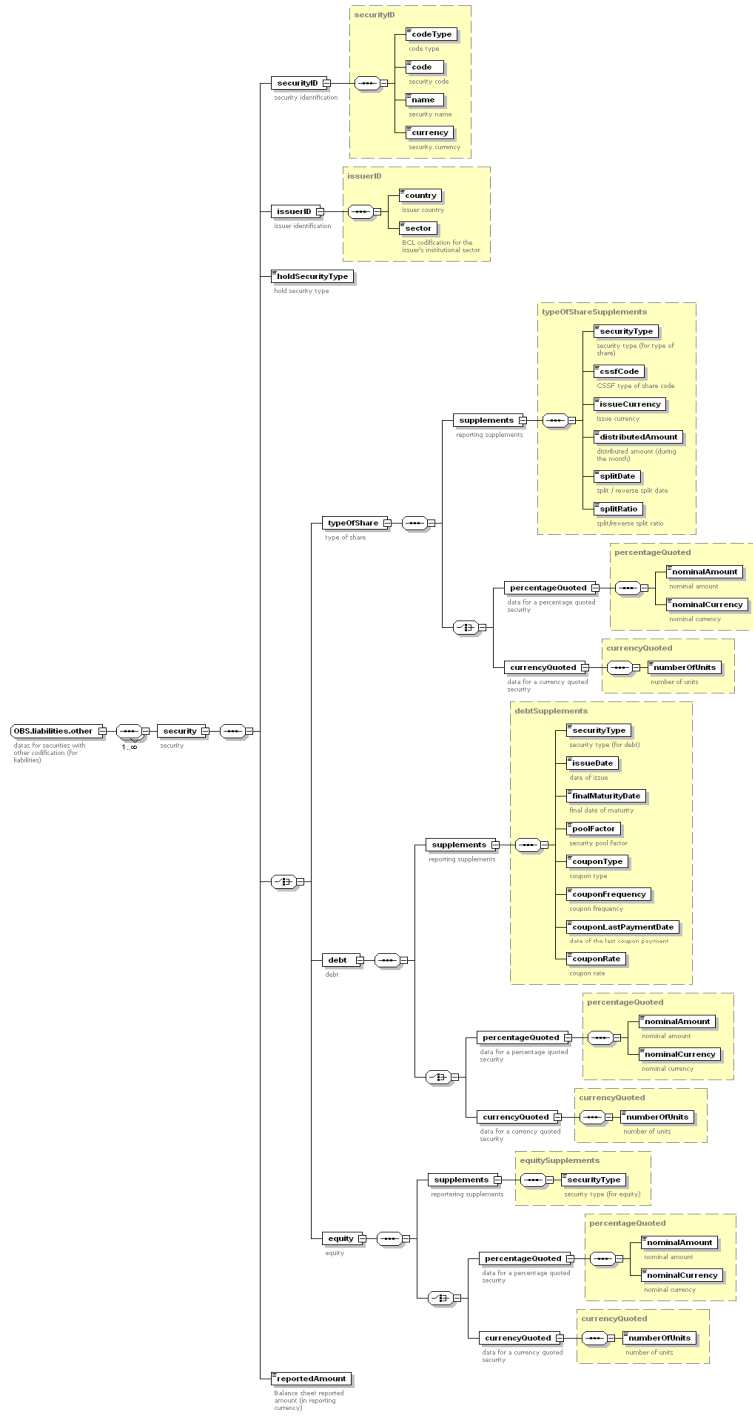 securityID
codeType
code type
securityID
security identification
code
security code
name
security name
currency
security currency
issuerID
country
issuer country
issuerID
issuer identification
sector
BCL codification for the
issuer's institutional sector
holdSecurityType
hold security type
typeOfShareSupplements
securityType
security type (for type of
share)
cssfCode
CSSF type of share code
issueCurrency
issue currency
supplements
reporting supplements
distributedAmount
distributed amount (during
the month)
splitDate
split / reverse split date
splitRatio
split/reverse split ratio
typeOfShare
type of share
percentageQuoted
nominalAmount
nominal amount
percentageQuoted
data for a percentage quoted
security
nominalCurrency
nominal currency
currencyQuoted
currencyQuoted
data for a currency quoted
security
numberOfUnits
number of units
OBS.liabilities.other
datas for securities with
other codification (for
liabilities)
1..∞
security
security
debtSupplements
securityType
security type (for debt)
issueDate
date of issue
finalMaturityDate
final date of maturity
poolFactor
security pool factor
supplements
reporting supplements
couponType
coupon type
couponFrequency
coupon frequency
couponLastPaymentDate
date of the last coupon payment
couponRate
coupon rate
debt
debt
percentageQuoted
nominalAmount
nominal amount
percentageQuoted
data for a percentage quoted
security
nominalCurrency
nominal currency
currencyQuoted
currencyQuoted
data for a currency quoted
security
numberOfUnits
number of units
equitySupplements
supplements
reportering supplements
securityType
security type (for equity)
equity
equity
percentageQuoted
nominalAmount
nominal amount
percentageQuoted
data for a percentage quoted
security
nominalCurrency
nominal currency
currencyQuoted
currencyQuoted
data for a currency quoted
security
numberOfUnits
number of units
reportedAmount
Balance sheet reported
amount (in reporting
currency)